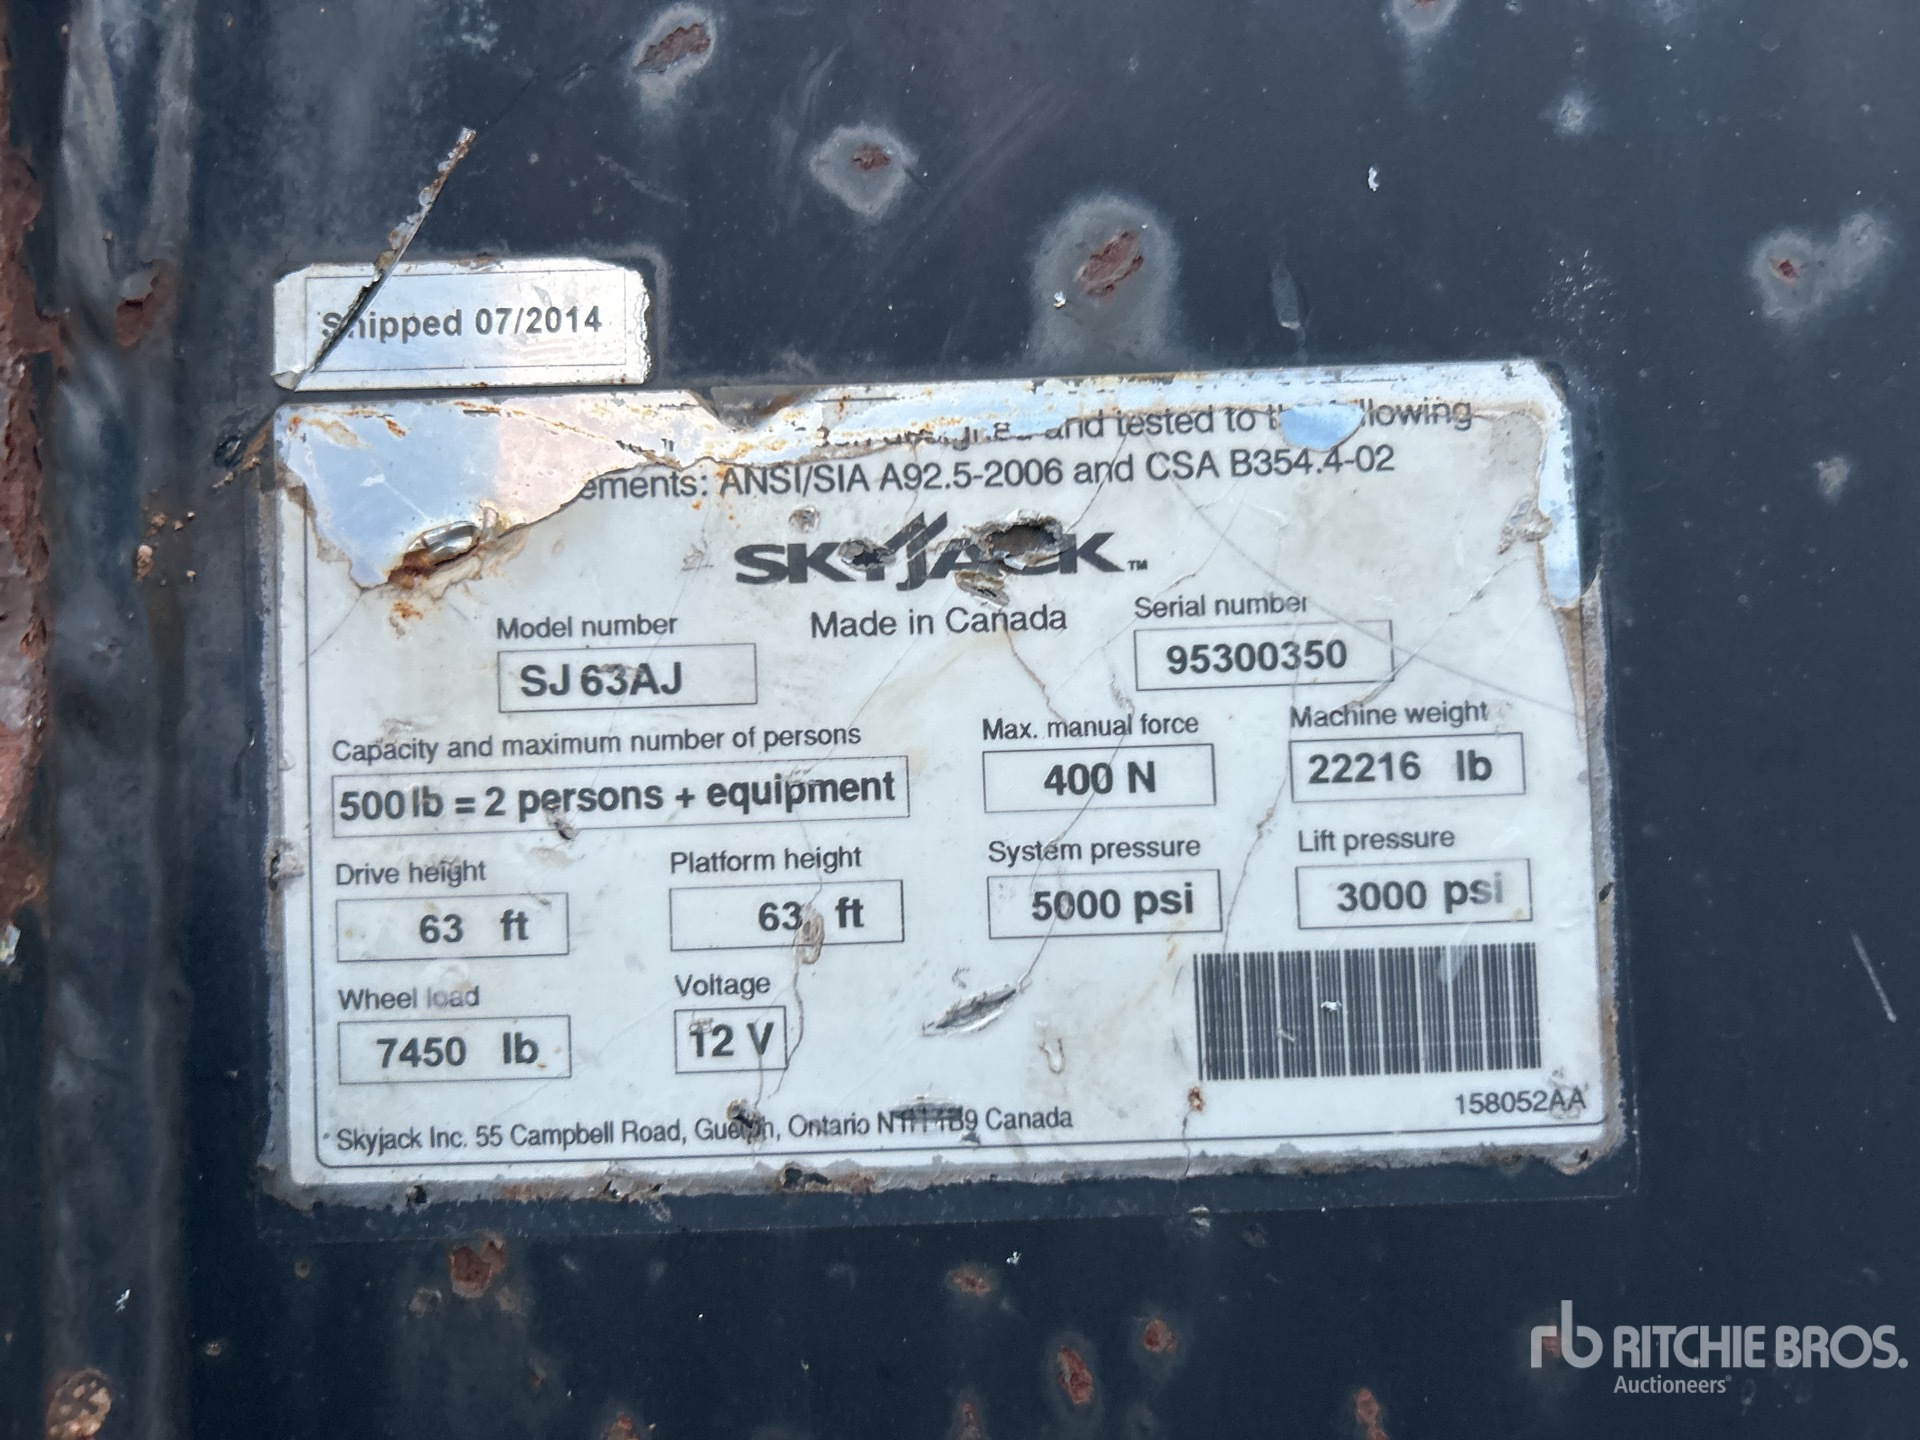 Shipped 07/2014
and tested to
ements: ANSI/SIA A92.5-2006 and CSA B354.4-02
SKYJACK™
Made in Canada
Model number
SJ 63AJ
Serial number
95300350
Capacity and maximum number of persons
500 lb = 2 persons + equipment
Max. manual force
400 N
Machine weight
22216 lb
Drive height
63 ft
Platform height
63 ft
System pressure
5000 psi
Lift pressure
3000 psi
Wheel load
7450 lb
Voltage
12 V
158052AA
Skyjack Inc. 55 Campbell Road, Guelph, Ontario N1H 1B9 Canada
rb RITCHIE BROS.
Auctioneers®